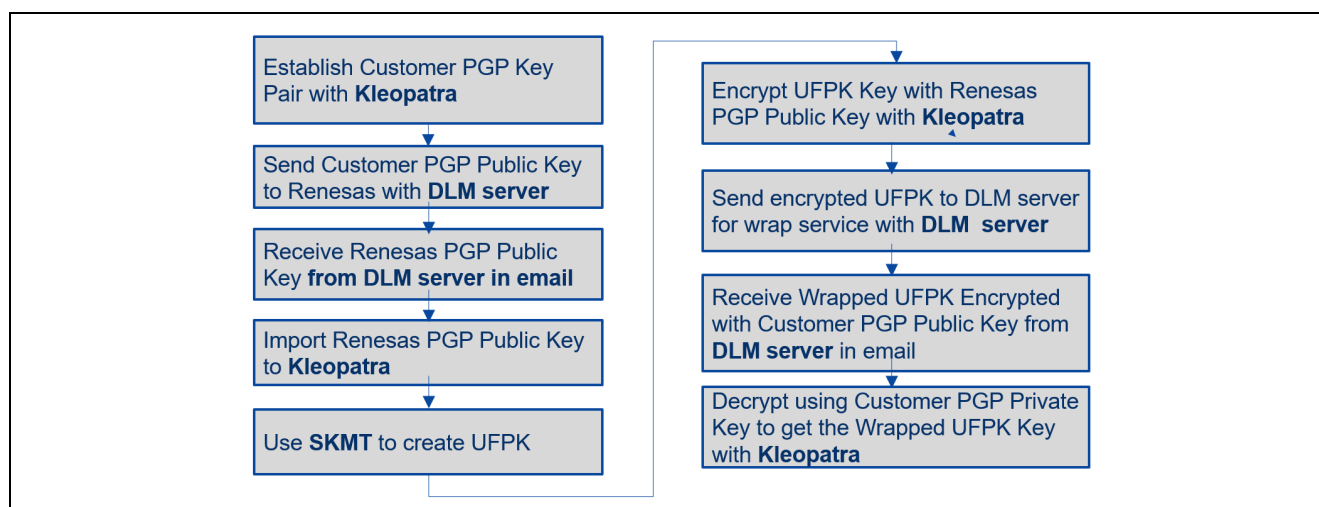 Establish Customer PGP Key
Pair with Kleopatra
Send Customer PGP Public Key
to Renesas with DLM server
Receive Renesas PGP Public
Key from DLM server in email
Import Renesas PGP Public Key
to Kleopatra
Use SKMT to create UFPK
Encrypt UFPK Key with Renesas
PGP Public Key with Kleopatra
Send encrypted UFPK to DLM server
for wrap service with DLM server
Receive Wrapped UFPK Encrypted
with Customer PGP Public Key from
DLM server in email
Decrypt using Customer PGP Private
Key to get the Wrapped UFPK Key
with Kleopatra